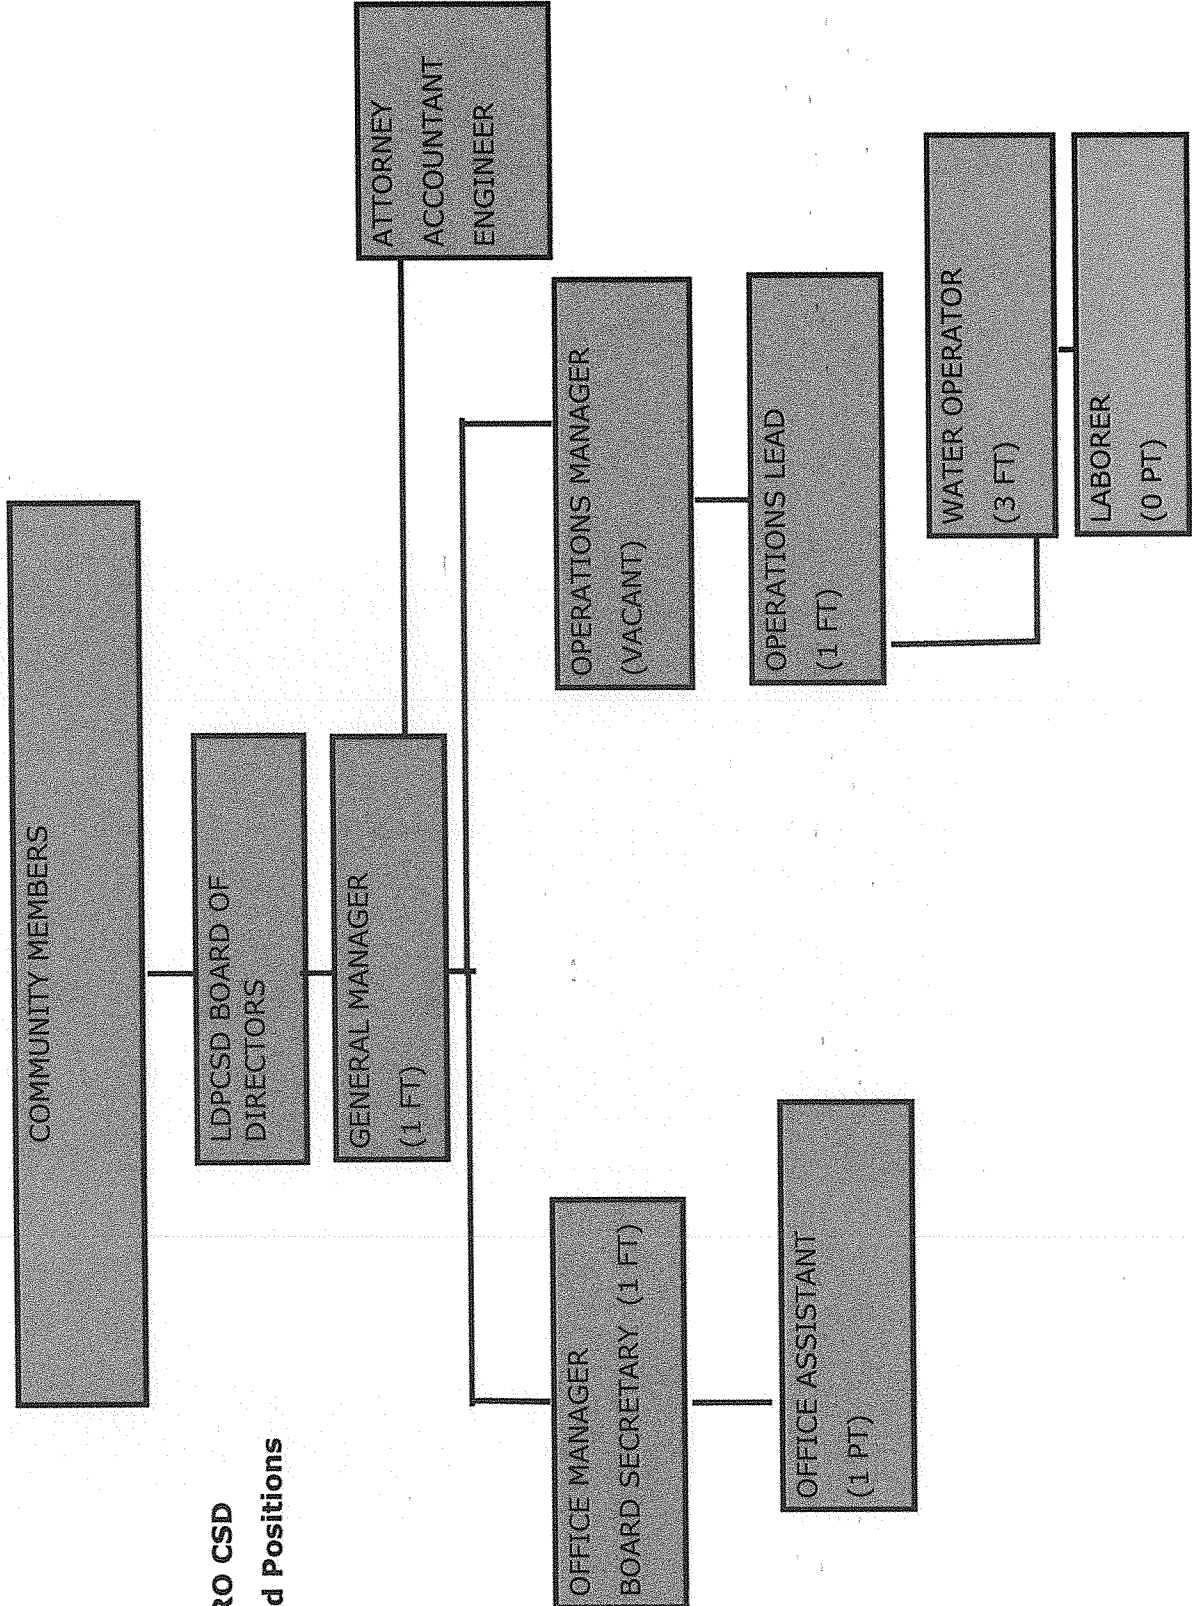 COMMUNITY MEMBERS
RO CSD
d Positions
LDPCSD BOARD OF
DIRECTORS
GENERAL MANAGER
(1 FT)
ATTORNEY
ACCOUNTANT
ENGINEER
OFFICE MANAGER
BOARD SECRETARY (1 FT)
OPERATIONS MANAGER
(VACANT)
OFFICE ASSISTANT
(1 PT)
OPERATIONS LEAD
(1 FT)
WATER OPERATOR
(3 FT)
LABORER
(0 PT)